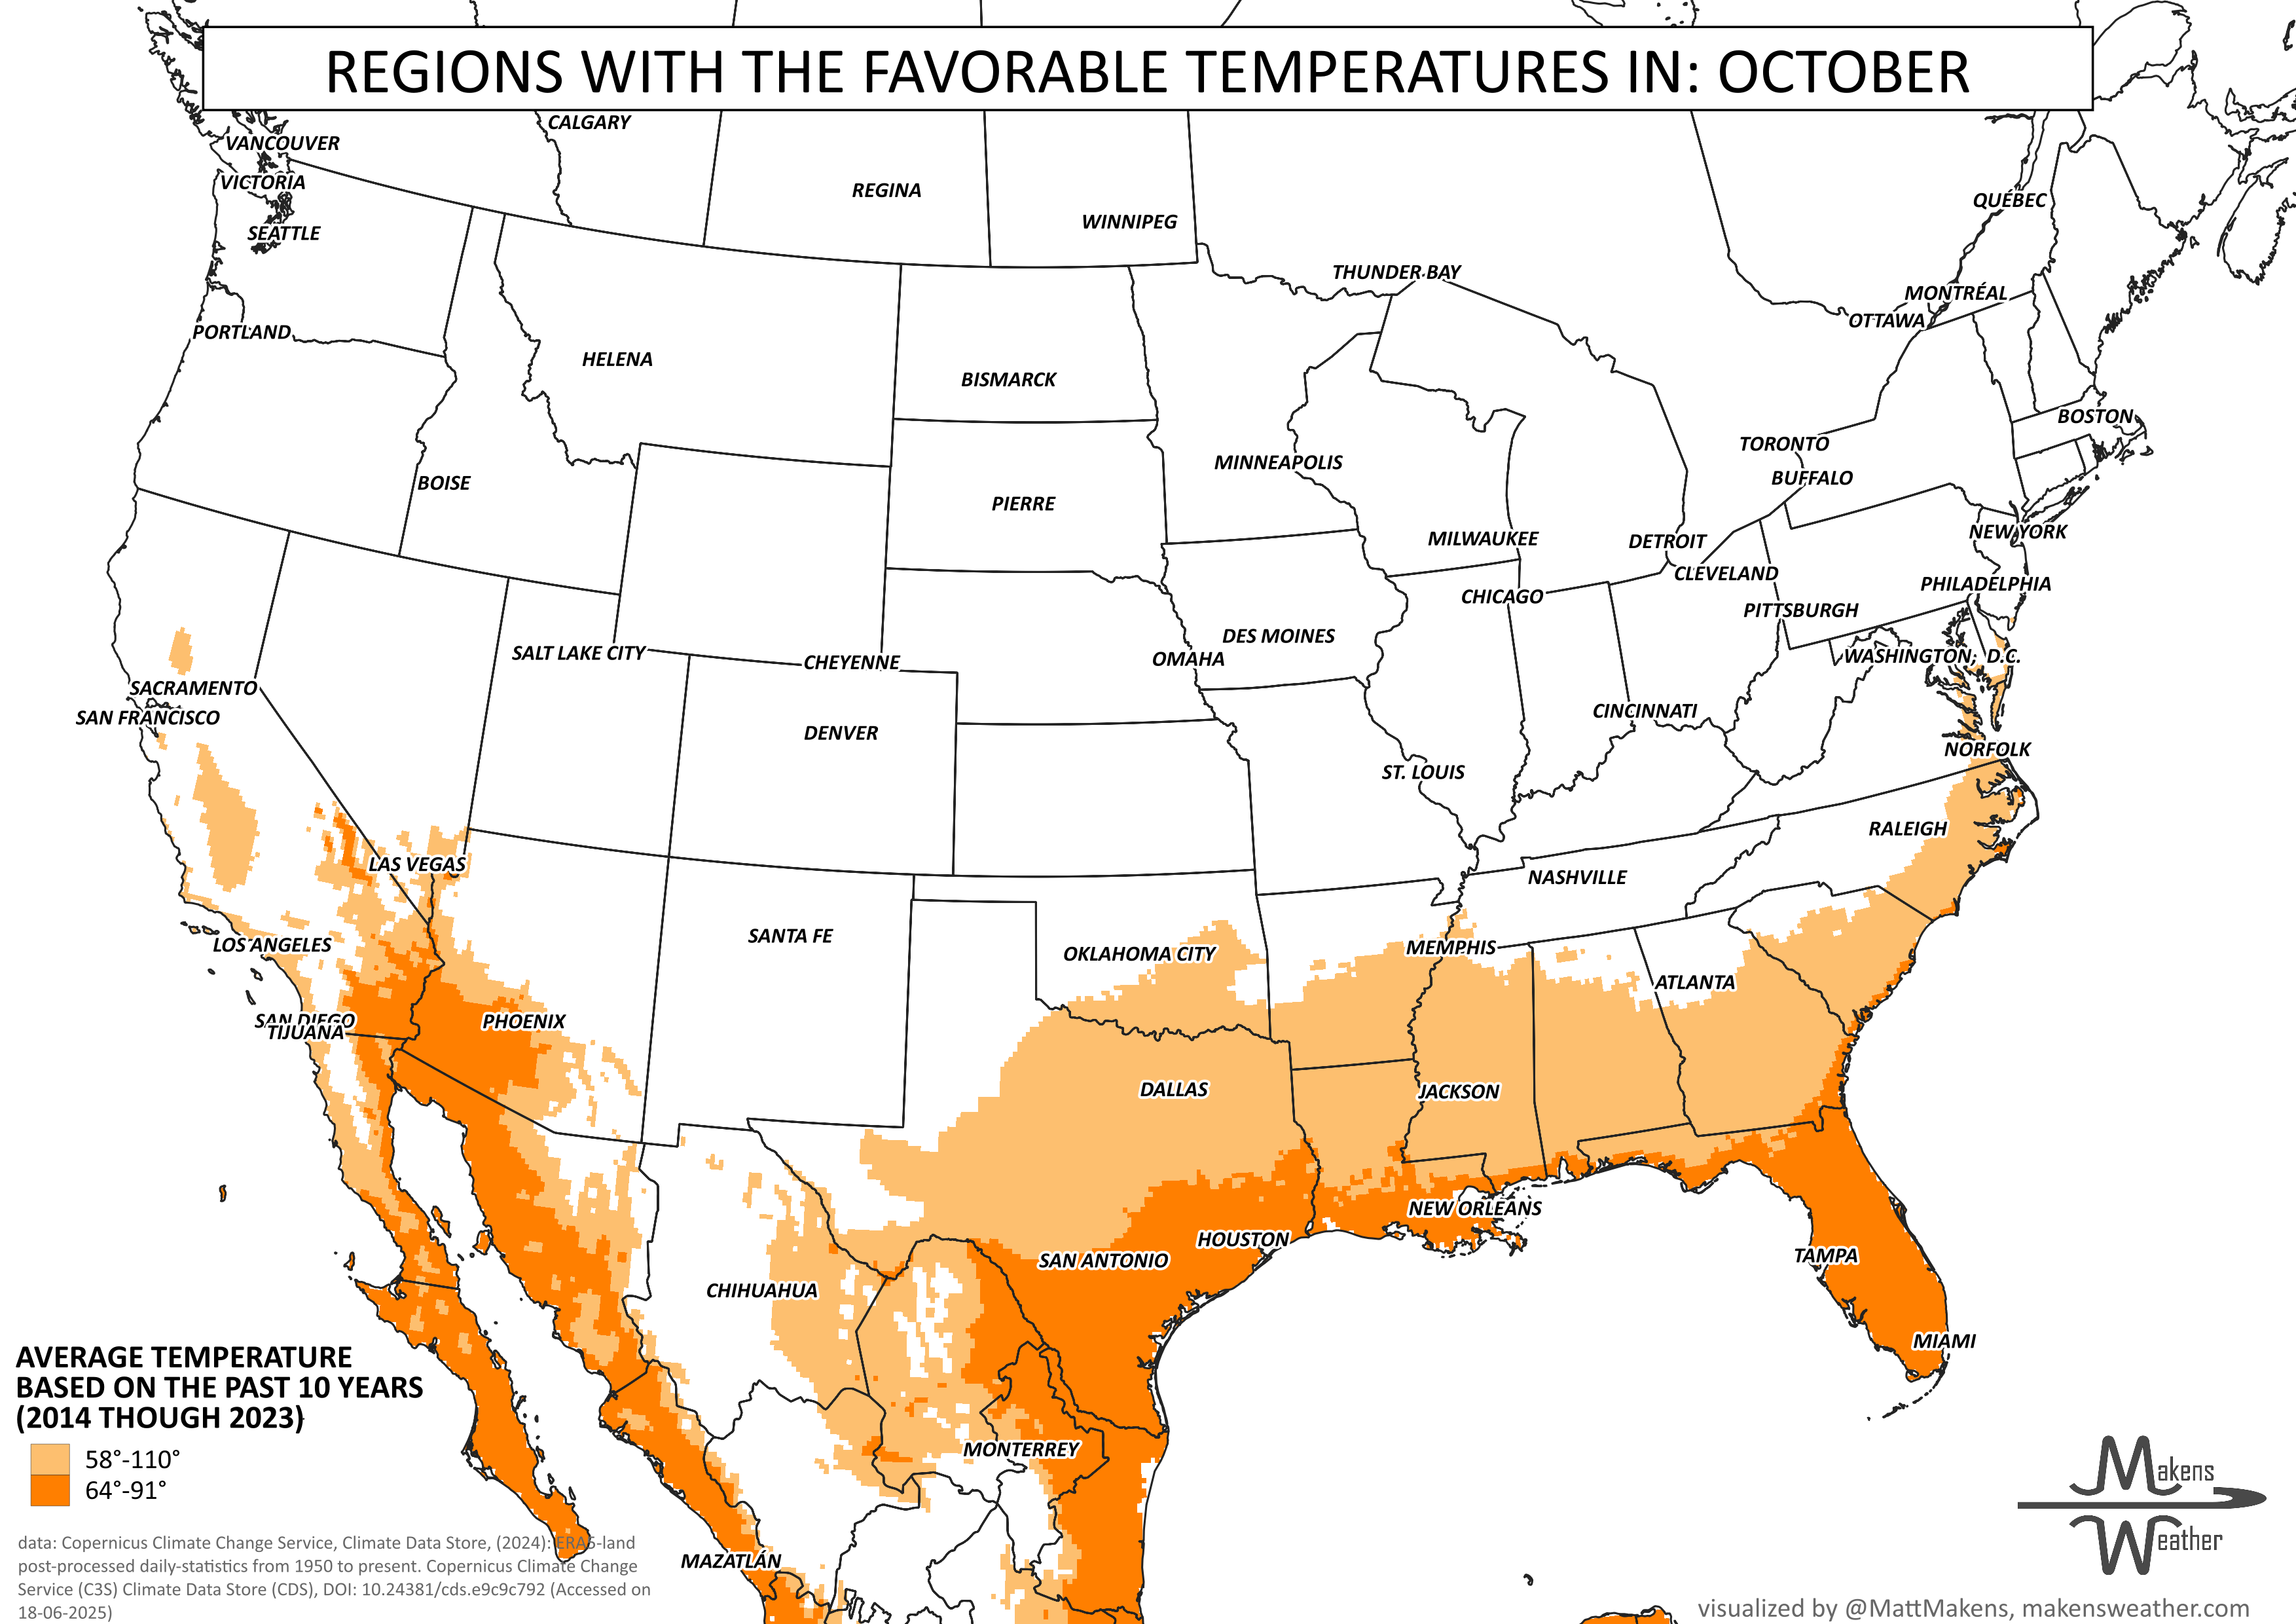 REGIONS WITH THE FAVORABLE TEMPERATURES IN: OCTOBER
CALGARY
VANCOUVER
VICTORIA
REGINA
QUÉBEC
WINNIPEG
SEATTLE
THUNDER BAY
MONTRÉAL
OTTAWA
PORTLAND
HELENA
BISMARCK
BOSTON
TORONTO
MINNEAPOLIS
BUFFALO
BOISE
PIERRE
NEW YORK
MILWAUKEE
DETROIT
CLEVELAND
PHILADELPHIA
CHICAGO
PITTSBURGH
DES MOINES
SALT LAKE CITY
CHEYENNE
OMAHA
WASHINGTON, D.C.
SACRAMENTO
SAN FRANCISCO
CINCINNATI
DENVER
NORFOLK
ST. LOUIS
RALEIGH
LAS VEGAS
NASHVILLE
SANTA FE
LOS ANGELES
OKLAHOMA CITY
MEMPHIS
ATLANTA
SAN DIEGO
PHOENIX
TIJUANA
DALLAS
JACKSON
NEW ORLEANS
HOUSTON
TAMPA
SAN ANTONIO
CHIHUAHUA
MIAMI
AVERAGE TEMPERATURE
BASED ON THE PAST 10 YEARS
(2014 THOUGH 2023)
58°-110°
64°-91°
MONTERREY
MAZATLÁN
data: Copernicus Climate Change Service, Climate Data Store, (2024): ERA5-land
post-processed daily-statistics from 1950 to present. Copernicus Climate Change
Service (C3S) Climate Data Store (CDS), DOI: 10.24381/cds.e9c9c792 (Accessed on
18-06-2025)
Makens
Weather
visualized by @MattMakens, makensweather.com